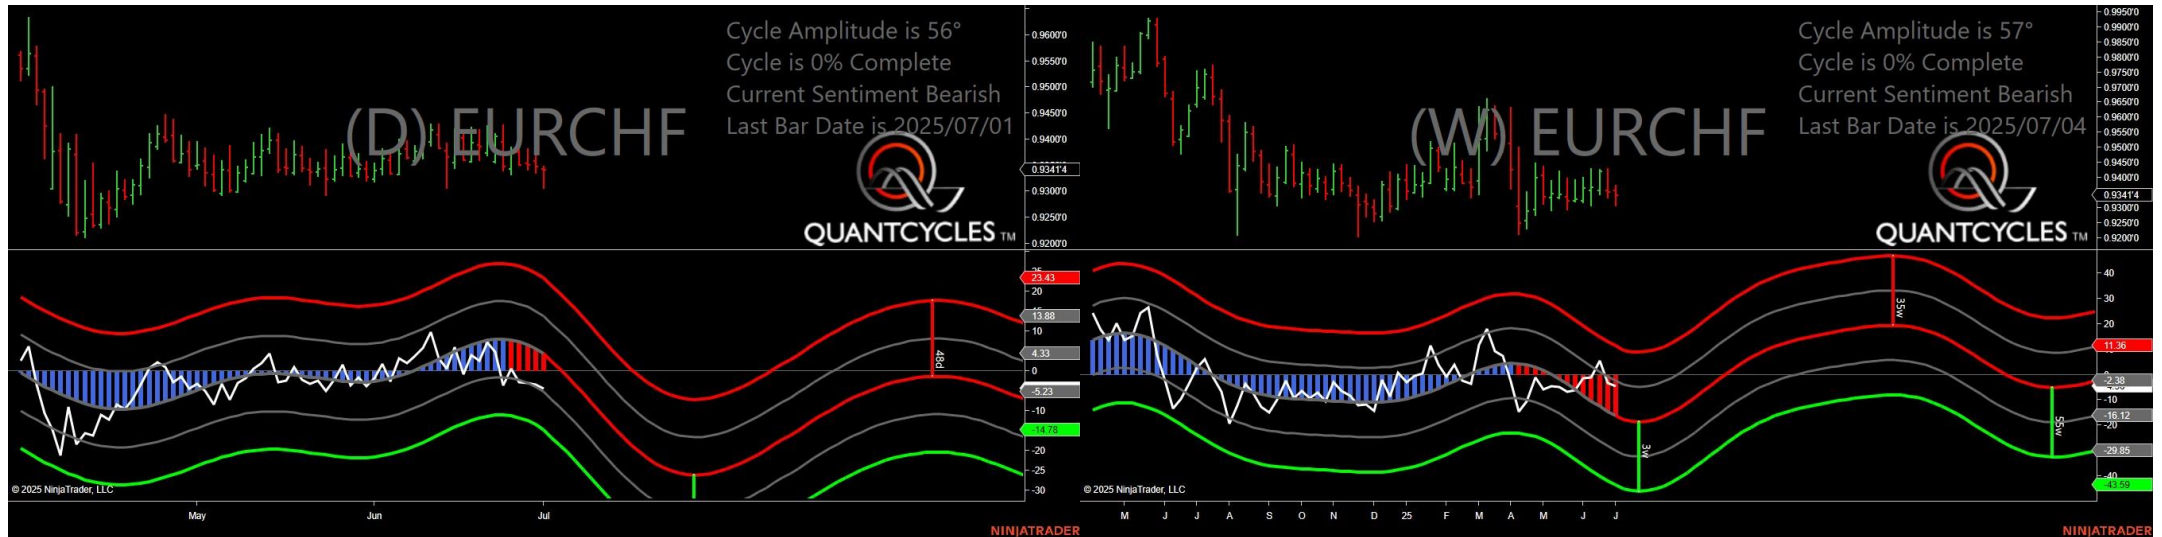 Cycle Amplitude is 56°
Cycle is 0% Complete
Current Sentiment Bearish
Last Bar Date is 2025/07/01
(D) EURCHF
QUANTCYCLES TM
0.9600'0
0.9550'0
0.9500'0
0.9450'0
0.9400'0
0.9341'4
0.9300'0
0.9250'0
0.9200'0
23.43
20
13.88
10
4.33
0
-5.23
-10
-14.78
-20
-25
-30
48d
© 2025 NinjaTrader, LLC
May
Jun
Jul
NINJATRADER
Cycle Amplitude is 57°
Cycle is 0% Complete
Current Sentiment Bearish
Last Bar Date is 2025/07/04
(W) EURCHF
QUANTCYCLES TM
0.9950'0
0.9900'0
0.9850'0
0.9800'0
0.9750'0
0.9700'0
0.9650'0
0.9600'0
0.9550'0
0.9500'0
0.9450'0
0.9400'0
0.9341'4
0.9300'0
0.9250'0
0.9200'0
40
30
20
11.36
-2.38
-10
-16.12
-20
-29.85
-40
-43.59
35w
3w
55w
© 2025 NinjaTrader, LLC
M
J
J
A
S
O
N
D
25
F
M
A
M
J
J
NINJATRADER